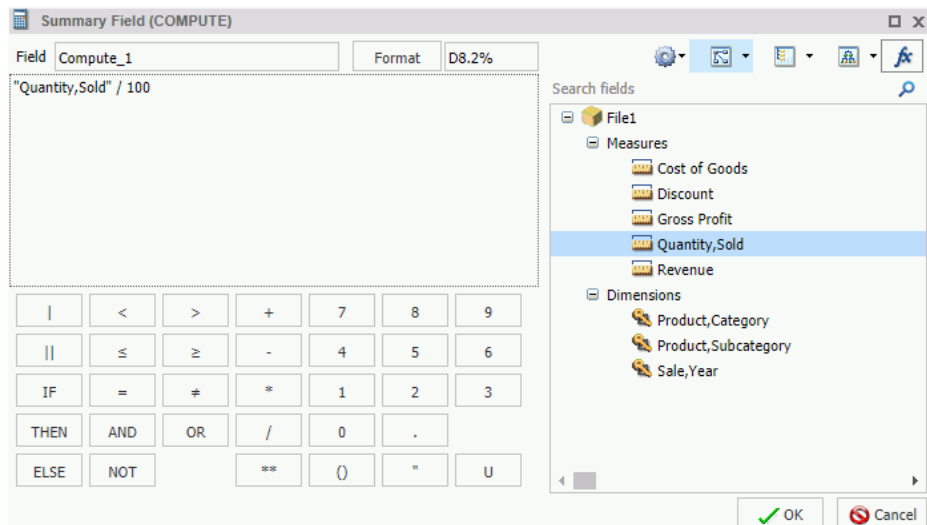 Summary Field (COMPUTE)
Field Compute_1 Format D8.2%
"Quantity,Sold" / 100
| < > + 7 8 9
|| ≤ ≥ - 4 5 6
IF = ≠ * 1 2 3
THEN AND OR / 0 .
ELSE NOT ** () " U
fx
Search fields
File1
Measures
Cost of Goods
Discount
Gross Profit
Quantity,Sold
Revenue
Dimensions
Product,Category
Product,Subcategory
Sale,Year
OK Cancel